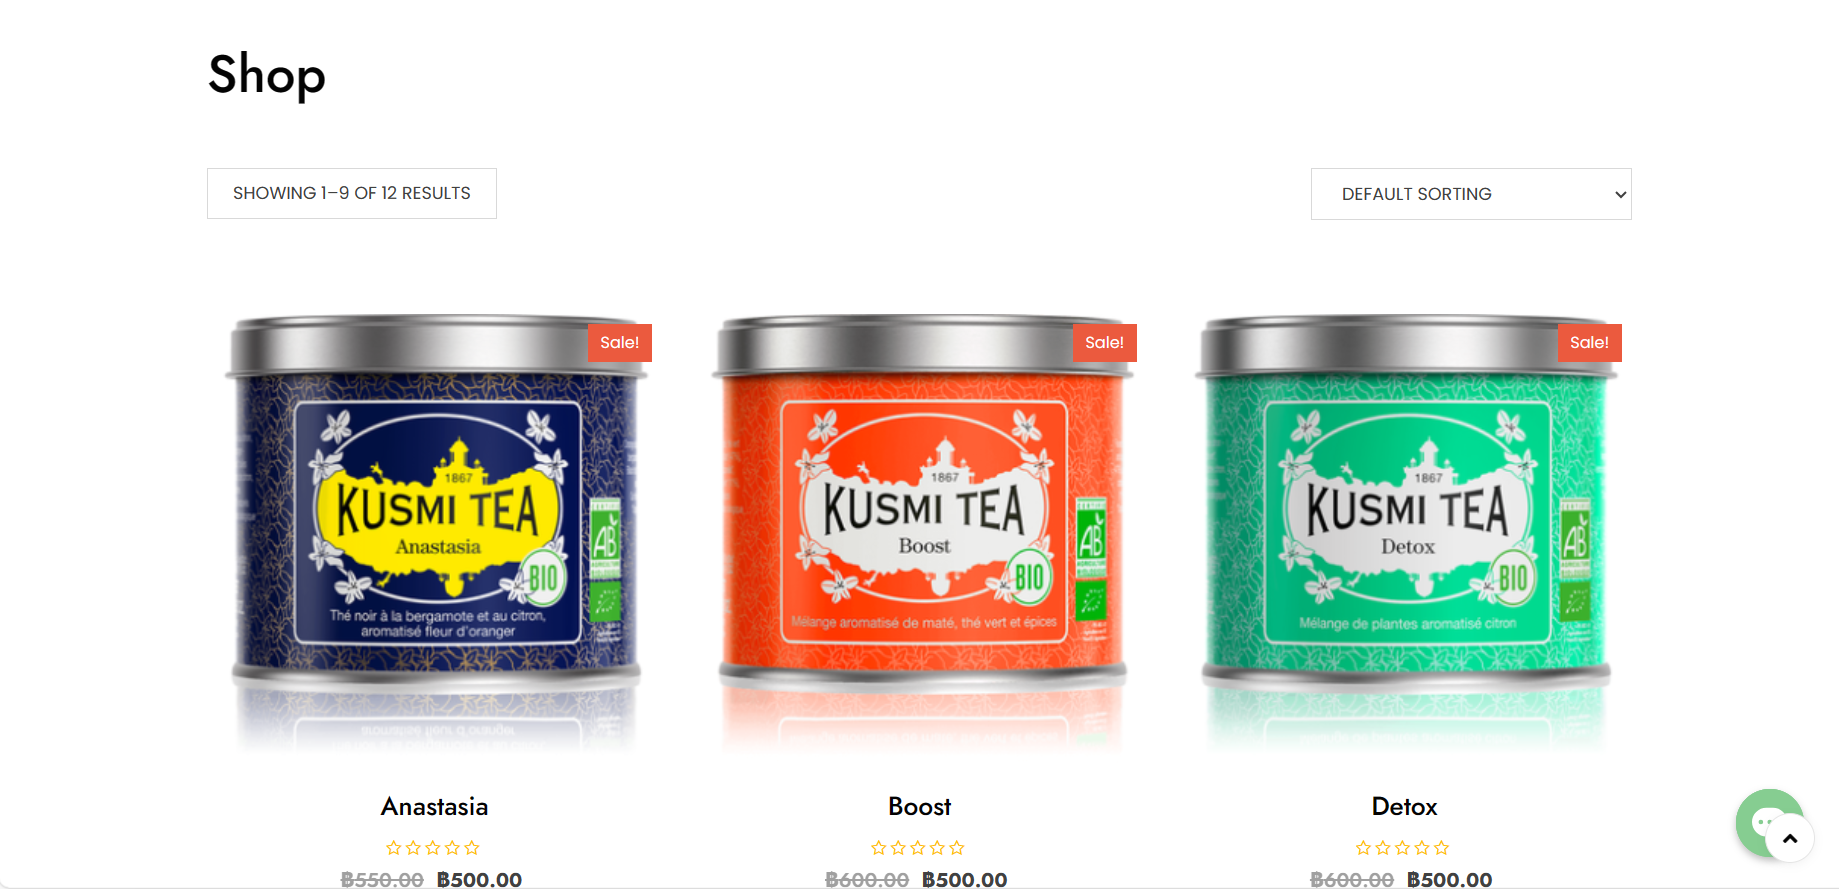 Shop
SHOWING 1–9 OF 12 RESULTS
DEFAULT SORTING
Sale!
1867
KUSMI TEA
Anastasia
BIO
AB
Thé noir à la bergamote et au citron,
aromatisé fleur d'oranger
Sale!
1867
KUSMI TEA
Boost
BIO
AB
Mélange aromatisé de maté, thé vert et épices
Sale!
1867
KUSMI TEA
Detox
BIO
AB
Mélange de plantes aromatisé citron
Anastasia
฿550.00 ฿500.00
Boost
฿600.00 ฿500.00
Detox
฿600.00 ฿500.00